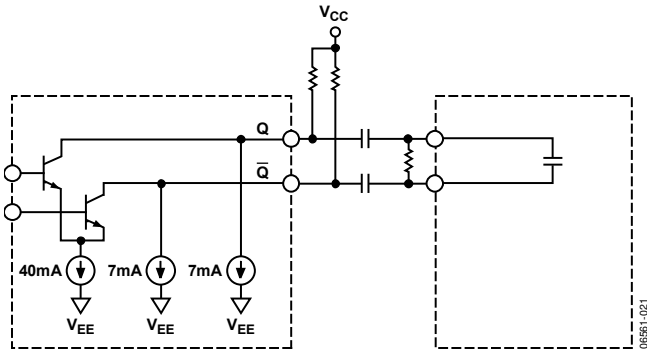 VCC
Q
Q̅
40mA 7mA 7mA
VEE VEE VEE
06561-021